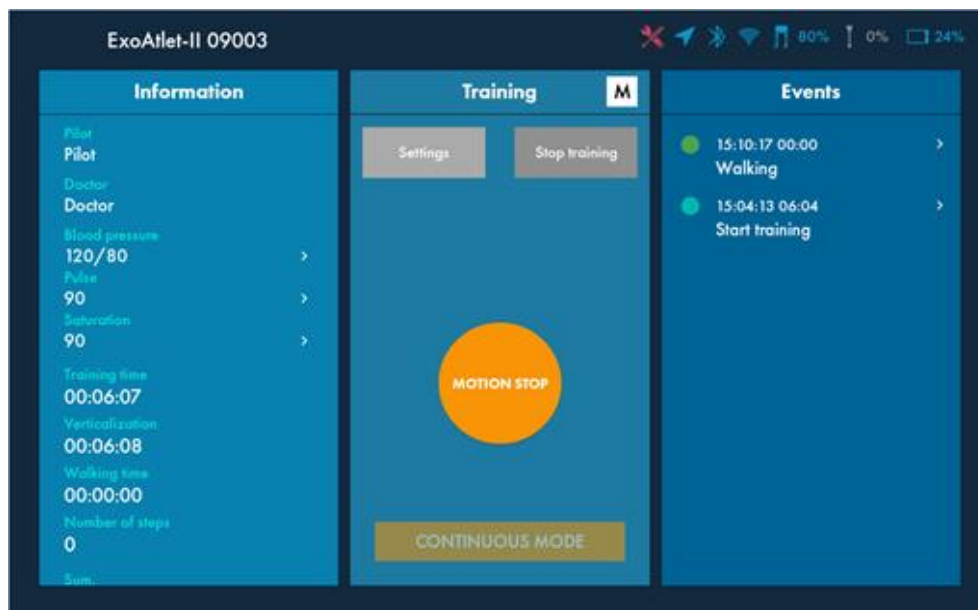 ExoAtlet-II 09003
80% 0% 24%
Information
Pilot
Pilot
Doctor
Doctor
Blood pressure
120/80
Pulse
90
Saturation
90
Training time
00:06:07
Verticalization
00:06:08
Walking time
00:00:00
Number of steps
0
Sum.
Training M
Settings Stop training
MOTION STOP
CONTINUOUS MODE
Events
15:10:17 00:00
Walking
15:04:13 06:04
Start training